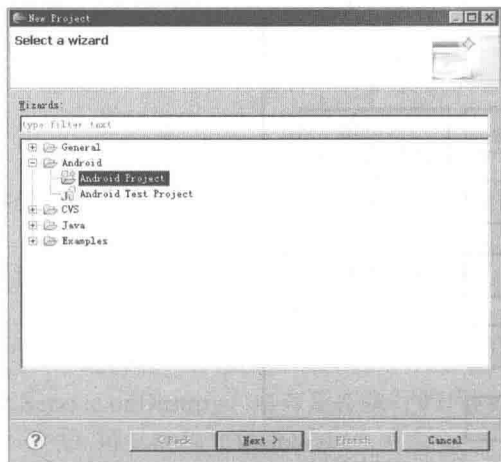 New Project
Select a wizard
Wizards:
type filter text
General
Android
Android Project
Android Test Project
CVS
Java
Examples
?
< Back
Next >
Finish
Cancel